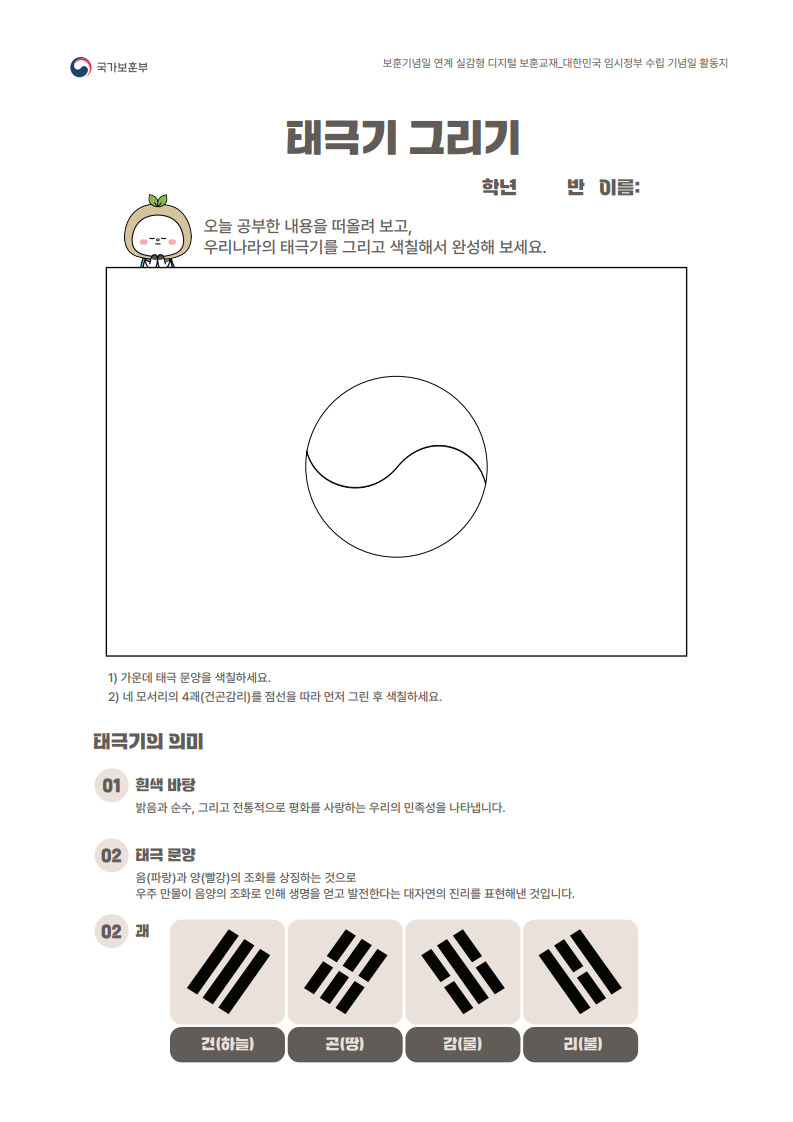 국가보훈부
보훈기념일 연계 실감형 디지털 보훈교재_대한민국 임시정부 수립 기념일 활동지
태극기 그리기
학년 반 이름:
오늘 공부한 내용을 떠올려 보고,
우리나라의 태극기를 그리고 색칠해서 완성해 보세요.
1) 가운데 태극 문양을 색칠하세요.
2) 네 모서리의 4괘(건곤감리)를 점선을 따라 먼저 그린 후 색칠하세요.
태극기의 의미
01 흰색 바탕
밝음과 순수, 그리고 전통적으로 평화를 사랑하는 우리의 민족성을 나타냅니다.
02 태극 문양
음(파랑)과 양(빨강)의 조화를 상징하는 것으로
우주 만물이 음양의 조화로 인해 생명을 얻고 발전한다는 대자연의 진리를 표현해낸 것입니다.
02 괘
건(하늘) 곤(땅) 감(물) 리(불)